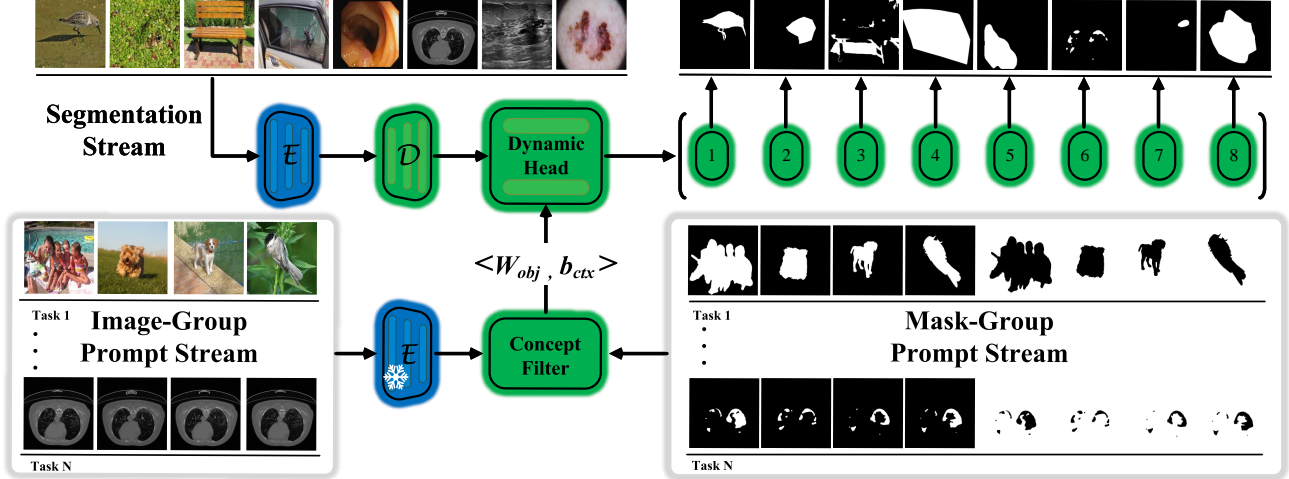 Segmentation
Stream
E
D
Dynamic
Head
1 2 3 4 5 6 7 8
<W_obj , b_ctx>
Task 1
Image-Group
Prompt Stream
Task N
E
Concept
Filter
Task 1
Mask-Group
Prompt Stream
Task N